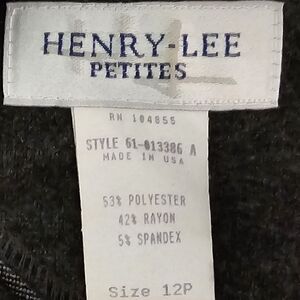 HENRY-LEE
PETITES
RN 104855
STYLE 61-013386 A
MADE IN USA
53% POLYESTER
42% RAYON
5% SPANDEX
Size 12P